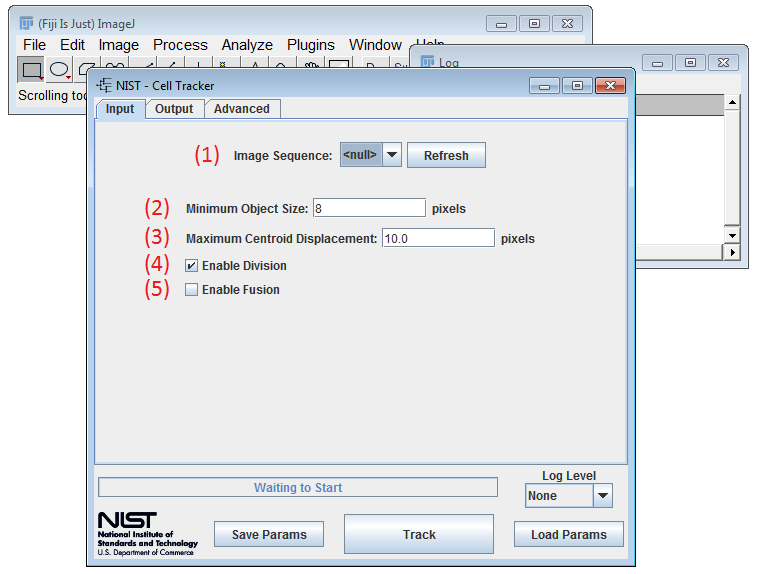 (Fiji Is Just) ImageJ
File Edit Image Process Analyze Plugins Window Help
Log
Scrolling too
NIST - Cell Tracker
Input Output Advanced
(1) Image Sequence: <null> Refresh
(2) Minimum Object Size: 8 pixels
(3) Maximum Centroid Displacement: 10.0 pixels
(4) Enable Division
(5) Enable Fusion
Waiting to Start
Log Level
None
NIST
National Institute of
Standards and Technology
U.S. Department of Commerce
Save Params Track Load Params